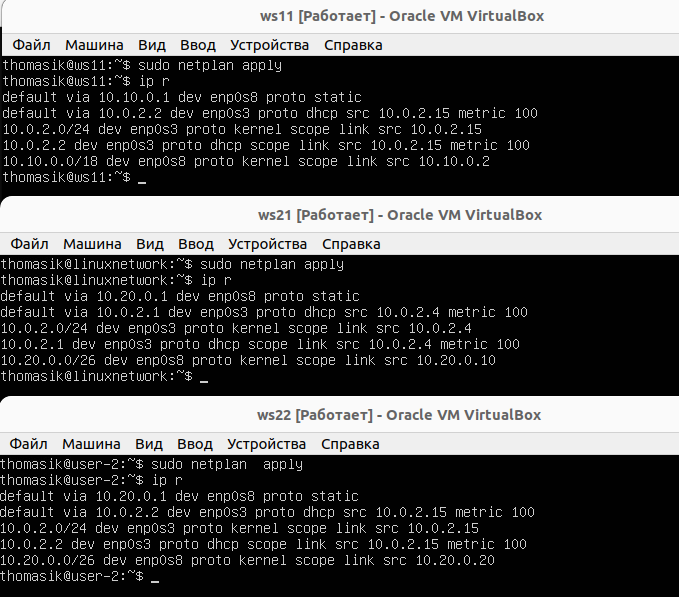 ws11 [Работает] - Oracle VM VirtualBox
Файл Машина Вид Ввод Устройства Справка
thomasik@ws11:~$ sudo netplan apply
thomasik@ws11:~$ ip r
default via 10.10.0.1 dev enp0s8 proto static
default via 10.0.2.2 dev enp0s3 proto dhcp src 10.0.2.15 metric 100
10.0.2.0/24 dev enp0s3 proto kernel scope link src 10.0.2.15
10.0.2.2 dev enp0s3 proto dhcp scope link src 10.0.2.15 metric 100
10.10.0.0/18 dev enp0s8 proto kernel scope link src 10.10.0.2
thomasik@ws11:~$ _
ws21 [Работает] - Oracle VM VirtualBox
Файл Машина Вид Ввод Устройства Справка
thomasik@linuxnetwork:~$ sudo netplan apply
thomasik@linuxnetwork:~$ ip r
default via 10.20.0.1 dev enp0s8 proto static
default via 10.0.2.1 dev enp0s3 proto dhcp src 10.0.2.4 metric 100
10.0.2.0/24 dev enp0s3 proto kernel scope link src 10.0.2.4
10.0.2.1 dev enp0s3 proto dhcp scope link src 10.0.2.4 metric 100
10.20.0.0/26 dev enp0s8 proto kernel scope link src 10.20.0.10
thomasik@linuxnetwork:~$ _
ws22 [Работает] - Oracle VM VirtualBox
Файл Машина Вид Ввод Устройства Справка
thomasik@user-2:~$ sudo netplan  apply
thomasik@user-2:~$ ip r
default via 10.20.0.1 dev enp0s8 proto static
default via 10.0.2.2 dev enp0s3 proto dhcp src 10.0.2.15 metric 100
10.0.2.0/24 dev enp0s3 proto kernel scope link src 10.0.2.15
10.0.2.2 dev enp0s3 proto dhcp scope link src 10.0.2.15 metric 100
10.20.0.0/26 dev enp0s8 proto kernel scope link src 10.20.0.20
thomasik@user-2:~$ _